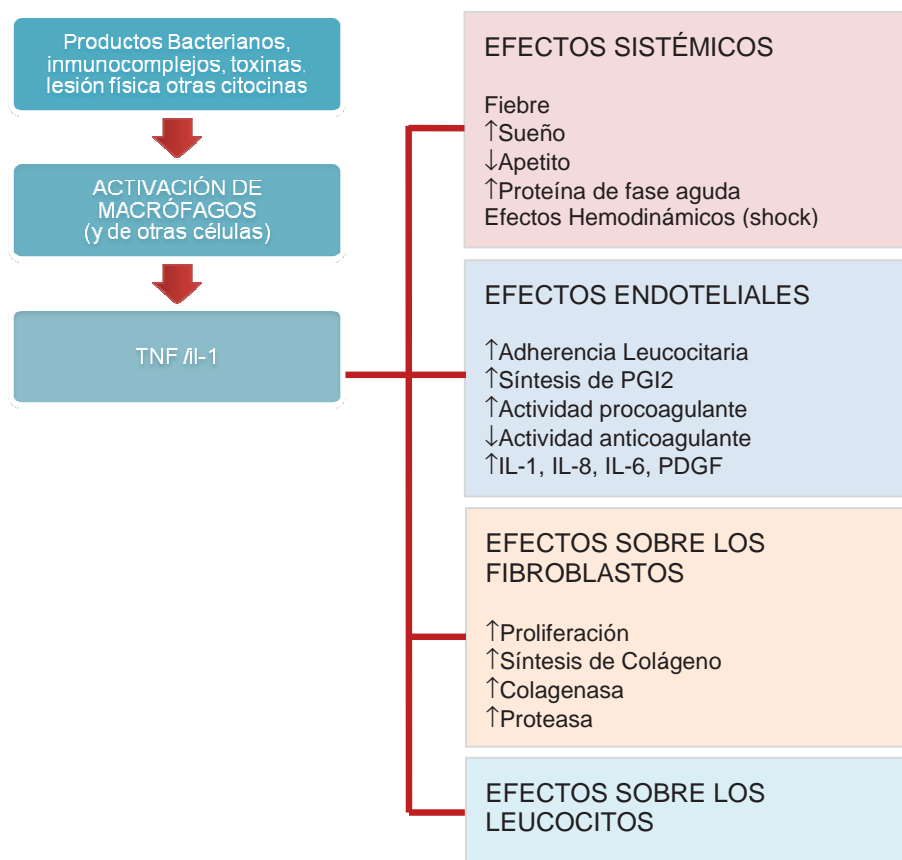 Productos Bacterianos,
inmunocomplejos, toxinas,
lesión física otras citocinas
ACTIVACIÓN DE
MACRÓFAGOS
(y de otras células)
TNF /il-1
EFECTOS SISTÉMICOS
Fiebre
↑Sueño
↓Apetito
↑Proteína de fase aguda
Efectos Hemodinámicos (shock)
EFECTOS ENDOTELIALES
↑Adherencia Leucocitaria
↑Síntesis de PGI2
↑Actividad procoagulante
↓Actividad anticoagulante
↑IL-1, IL-8, IL-6, PDGF
EFECTOS SOBRE LOS
FIBROBLASTOS
↑Proliferación
↑Síntesis de Colágeno
↑Colagenasa
↑Proteasa
EFECTOS SOBRE LOS
LEUCOCITOS